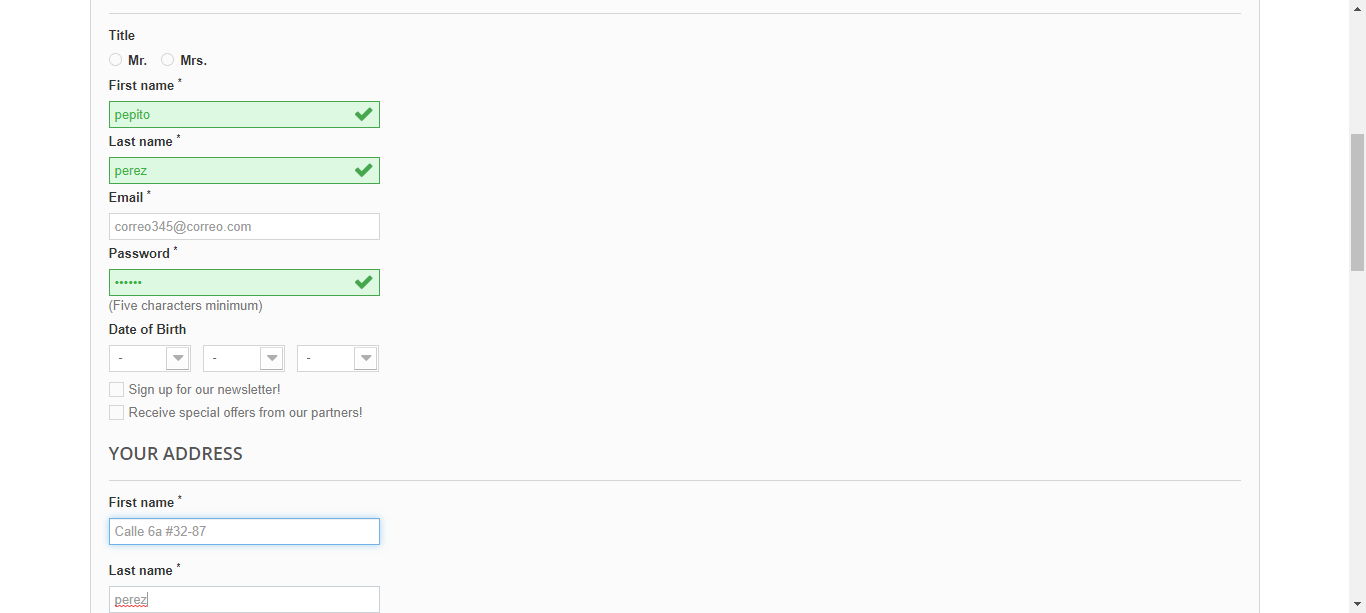 Title
Mr. Mrs.
First name *
pepito
Last name *
perez
Email *
correo345@correo.com
Password *
••••••
(Five characters minimum)
Date of Birth
- - -
Sign up for our newsletter!
Receive special offers from our partners!
YOUR ADDRESS
First name *
Calle 6a #32-87
Last name *
perez